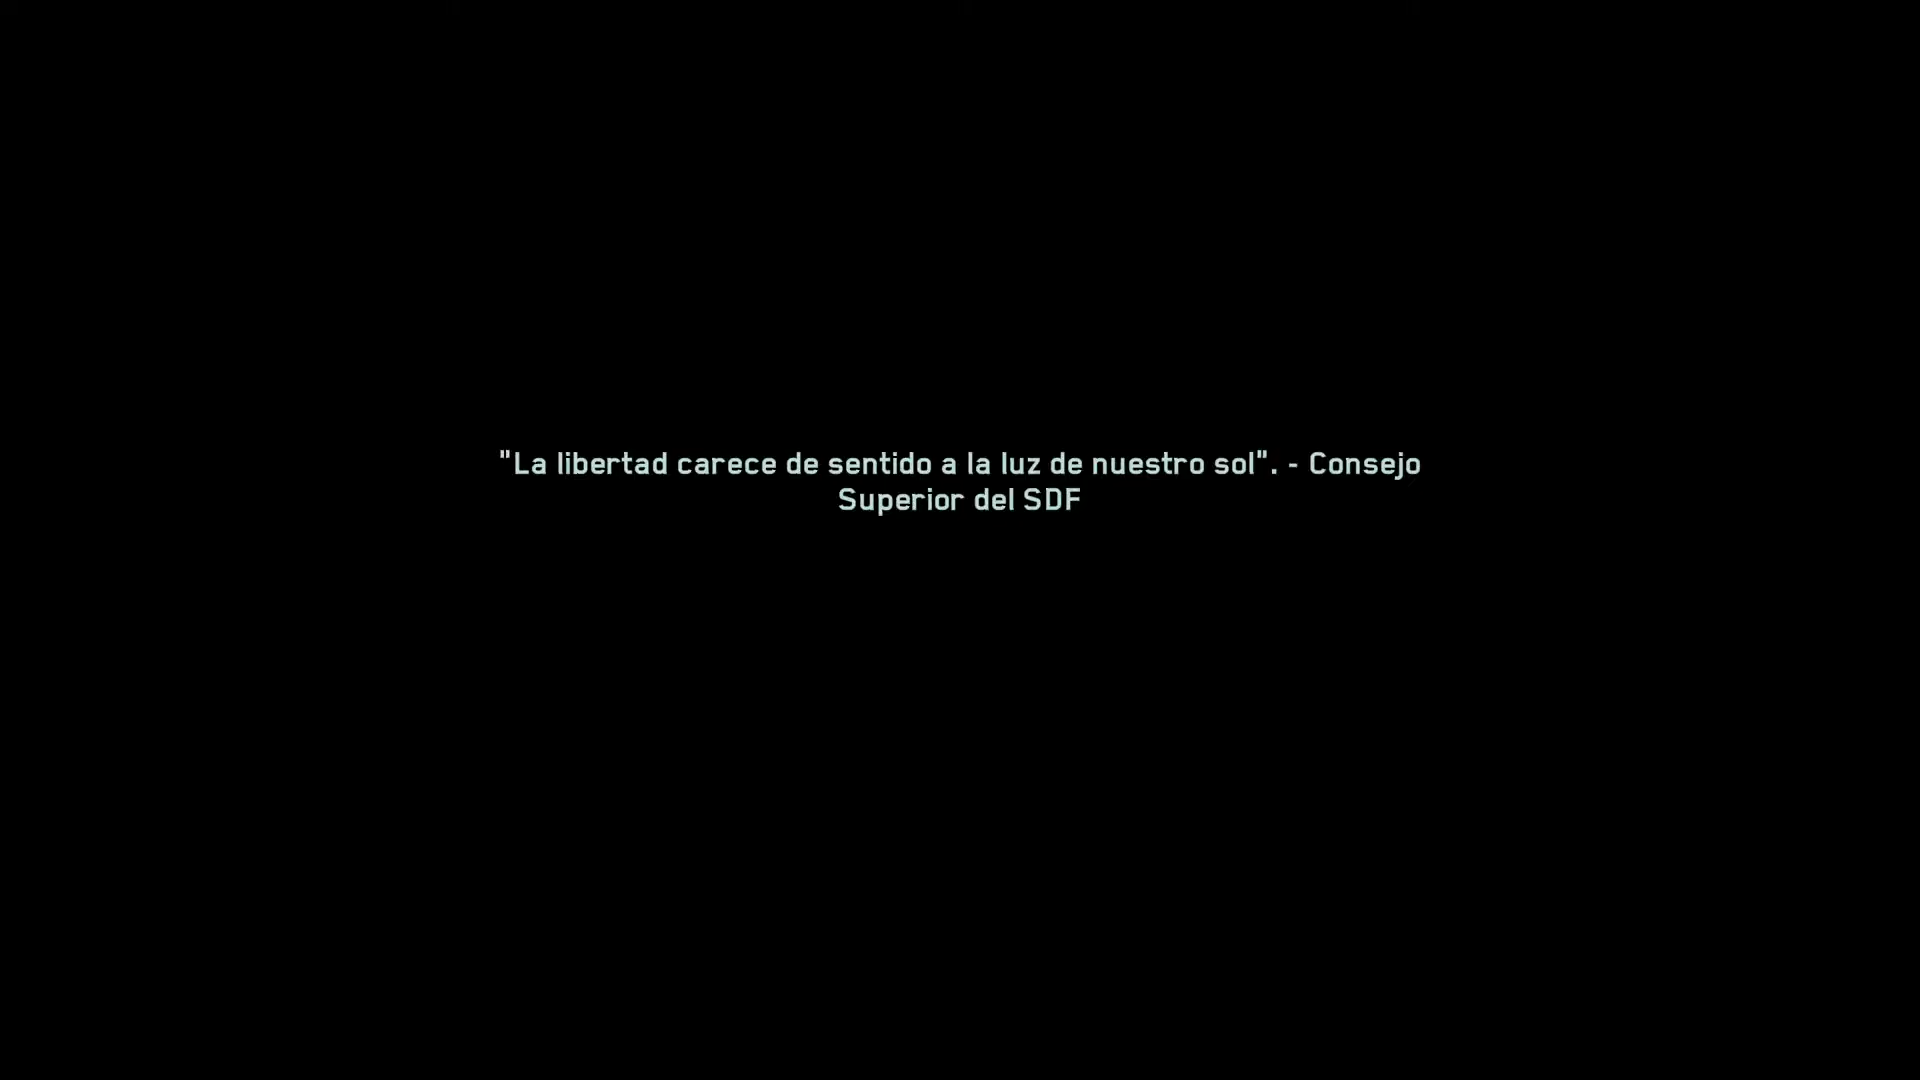 "La libertad carece de sentido a la luz de nuestro sol". - Consejo
Superior del SDF